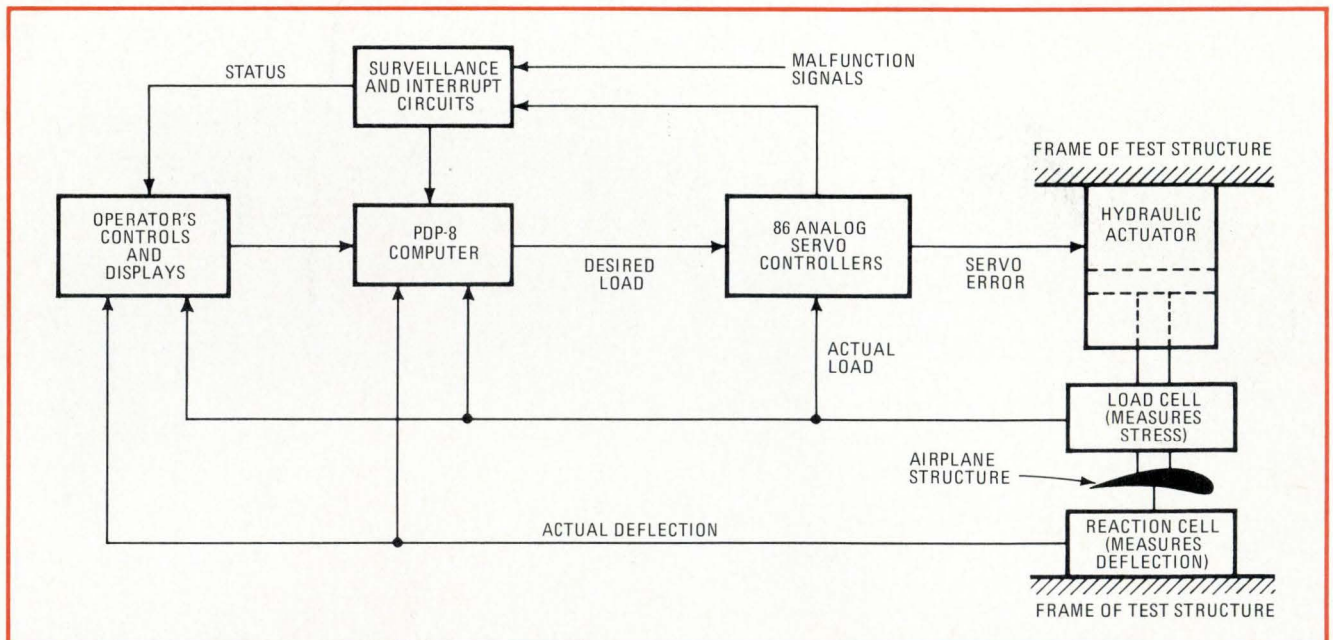 STATUS
SURVEILLANCE
AND INTERRUPT
CIRCUITS
MALFUNCTION
SIGNALS
FRAME OF TEST STRUCTURE
OPERATOR'S
CONTROLS
AND
DISPLAYS
PDP-8
COMPUTER
DESIRED
LOAD
86 ANALOG
SERVO
CONTROLLERS
SERVO
ERROR
HYDRAULIC
ACTUATOR
ACTUAL
LOAD
LOAD CELL
(MEASURES
STRESS)
AIRPLANE
STRUCTURE
ACTUAL DEFLECTION
REACTION CELL
(MEASURES
DEFLECTION)
FRAME OF TEST STRUCTURE